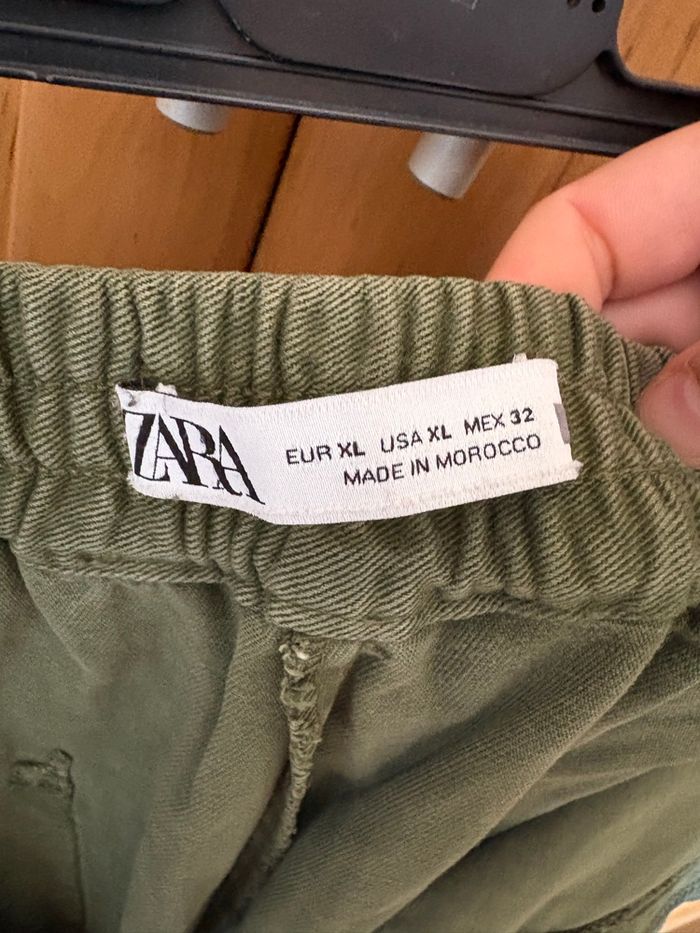 ZARA
EUR XL USA XL MEX 32
MADE IN MOROCCO